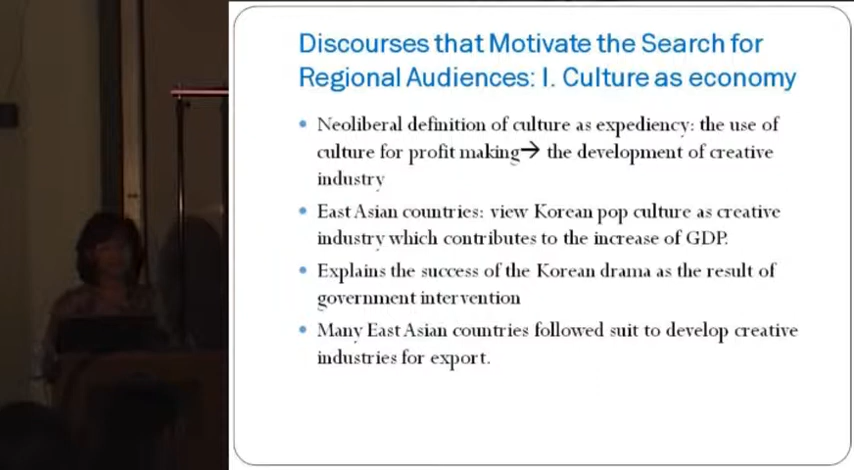 Discourses that Motivate the Search for
Regional Audiences: I. Culture as economy
• Neoliberal definition of culture as expediency: the use of
culture for profit making→ the development of creative
industry
• East Asian countries: view Korean pop culture as creative
industry which contributes to the increase of GDP.
• Explains the success of the Korean drama as the result of
government intervention
• Many East Asian countries followed suit to develop creative
industries for export.